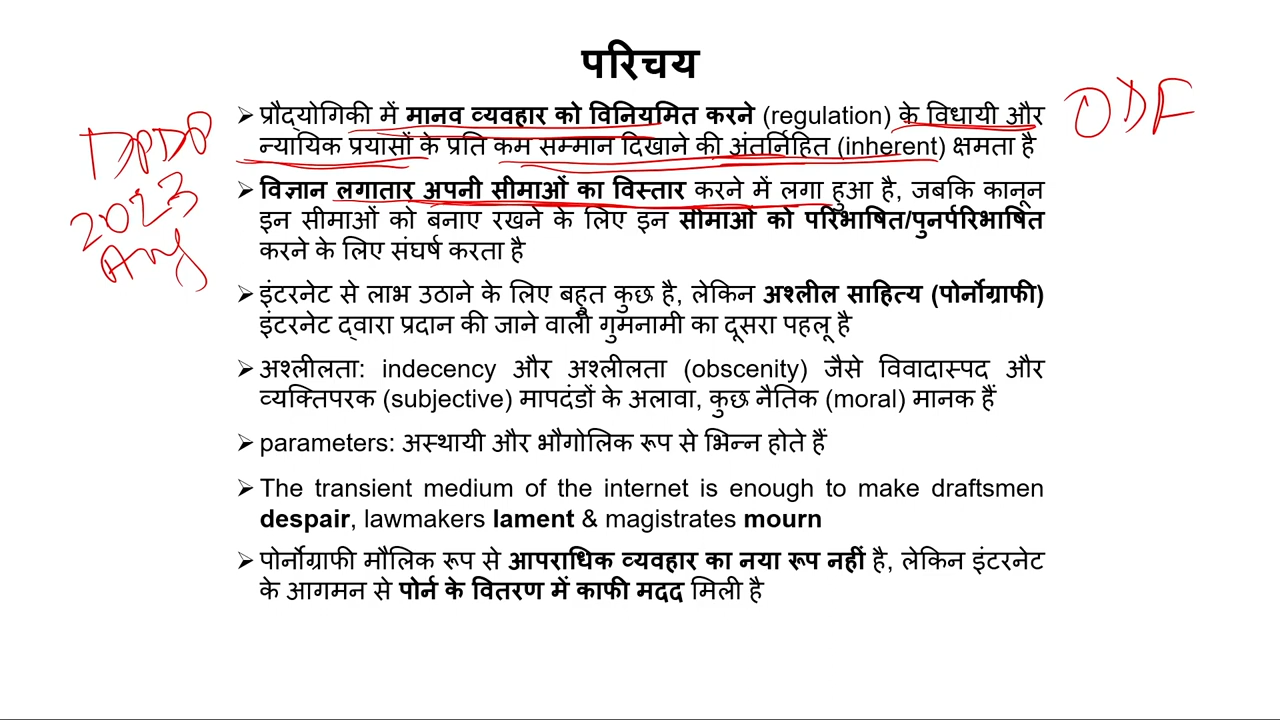 परिचय
➢ प्रौद्योगिकी में मानव व्यवहार को विनियमित करने (regulation) के विधायी और
न्यायिक प्रयासों के प्रति कम सम्मान दिखाने की अंतर्निहित (inherent) क्षमता है
➢ विज्ञान लगातार अपनी सीमाओं का विस्तार करने में लगा हुआ है, जबकि कानून
इन सीमाओं को बनाए रखने के लिए इन सीमाओं को परिभाषित/पुनर्परिभाषित
करने के लिए संघर्ष करता है
➢ इंटरनेट से लाभ उठाने के लिए बहुत कुछ है, लेकिन अश्लील साहित्य (पोर्नोग्राफी)
इंटरनेट द्वारा प्रदान की जाने वाली गुमनामी का दूसरा पहलू है
➢ अश्लीलता: indecency और अश्लीलता (obscenity) जैसे विवादास्पद और
व्यक्तिपरक (subjective) मापदंडों के अलावा, कुछ नैतिक (moral) मानक हैं
➢ parameters: अस्थायी और भौगोलिक रूप से भिन्न होते हैं
➢ The transient medium of the internet is enough to make draftsmen
despair, lawmakers lament & magistrates mourn
➢ पोर्नोग्राफी मौलिक रूप से आपराधिक व्यवहार का नया रूप नहीं है, लेकिन इंटरनेट
के आगमन से पोर्न के वितरण में काफी मदद मिली है
DPDP
2023
Aug
ODF